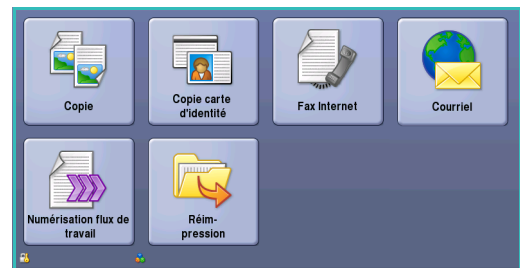 Copie
Copie carte
d'identité
Fax Internet
Courriel
Numérisation flux de
travail
Réim-
pression